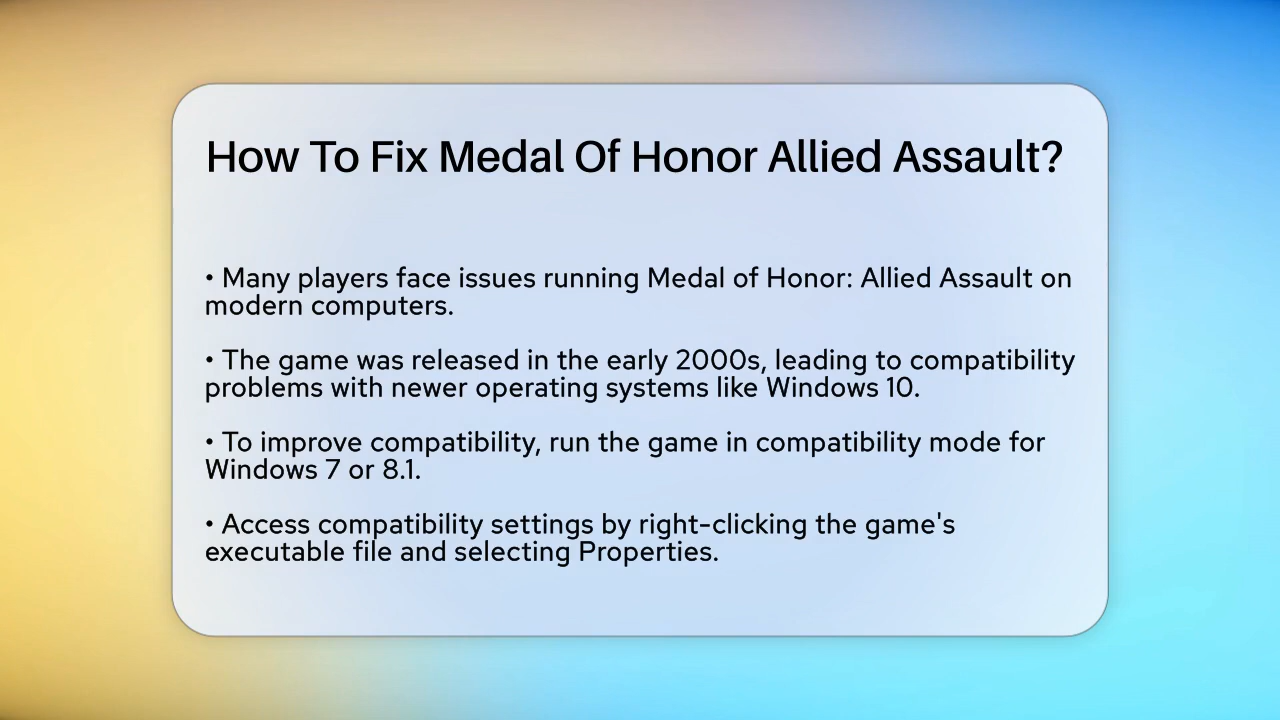 How To Fix Medal Of Honor Allied Assault?
• Many players face issues running Medal of Honor: Allied Assault on
modern computers.
• The game was released in the early 2000s, leading to compatibility
problems with newer operating systems like Windows 10.
• To improve compatibility, run the game in compatibility mode for
Windows 7 or 8.1.
• Access compatibility settings by right-clicking the game's
executable file and selecting Properties.